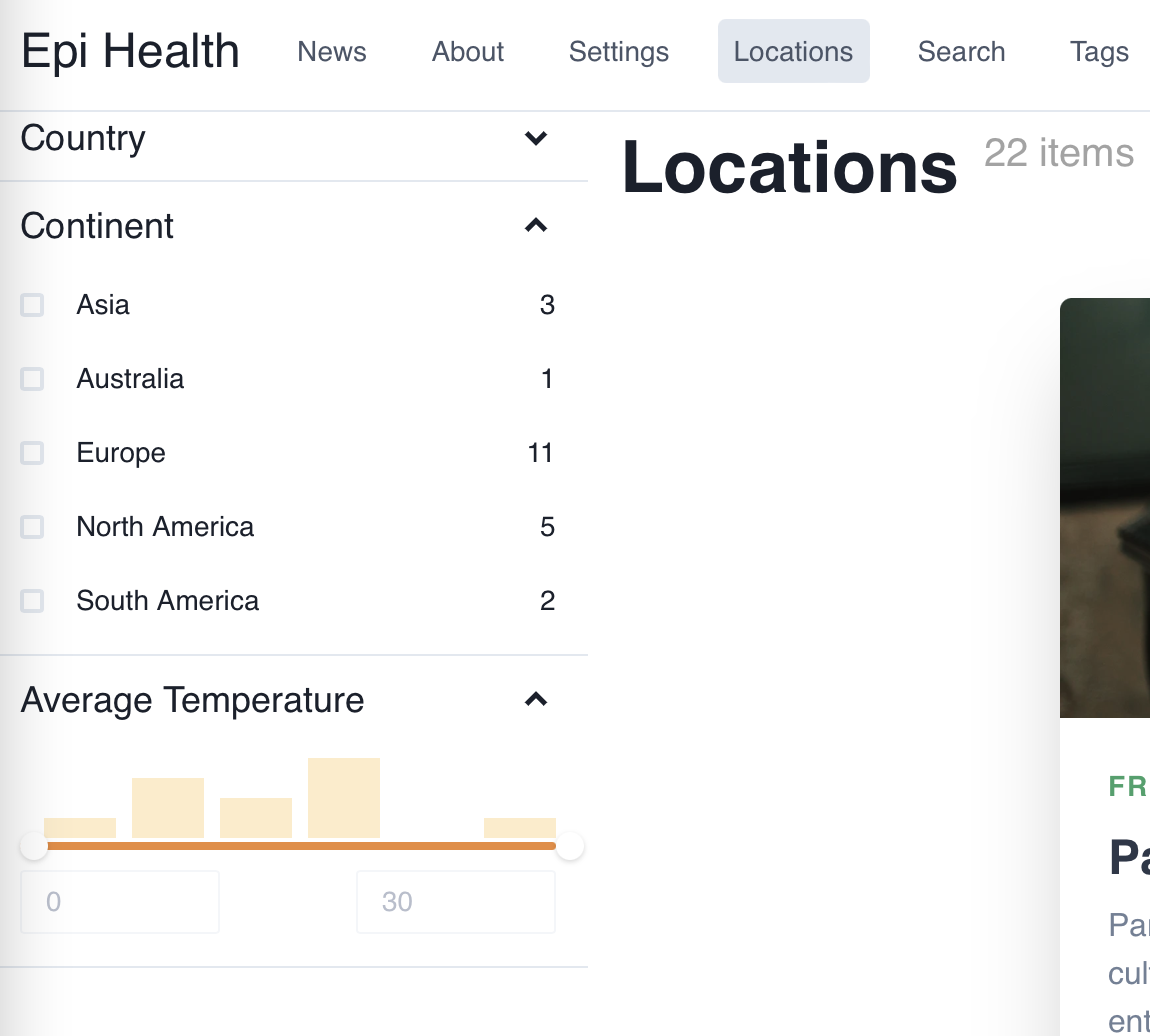 Epi Health News About Settings Locations Search Tags
Country
Locations 22 items
Continent
Asia 3
Australia 1
Europe 11
North America 5
South America 2
Average Temperature
0 30
FR
Pa
Par
cul
ent